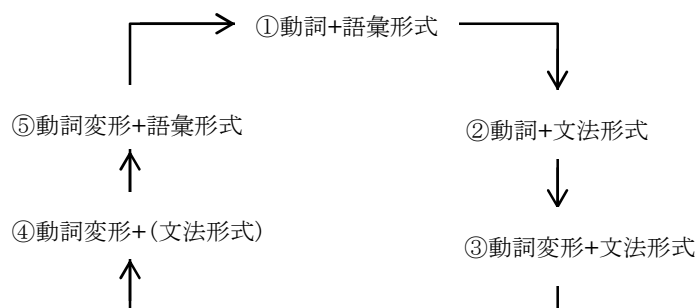 ①動詞+語彙形式
②動詞+文法形式
③動詞変形+文法形式
④動詞変形+(文法形式)
⑤動詞変形+語彙形式